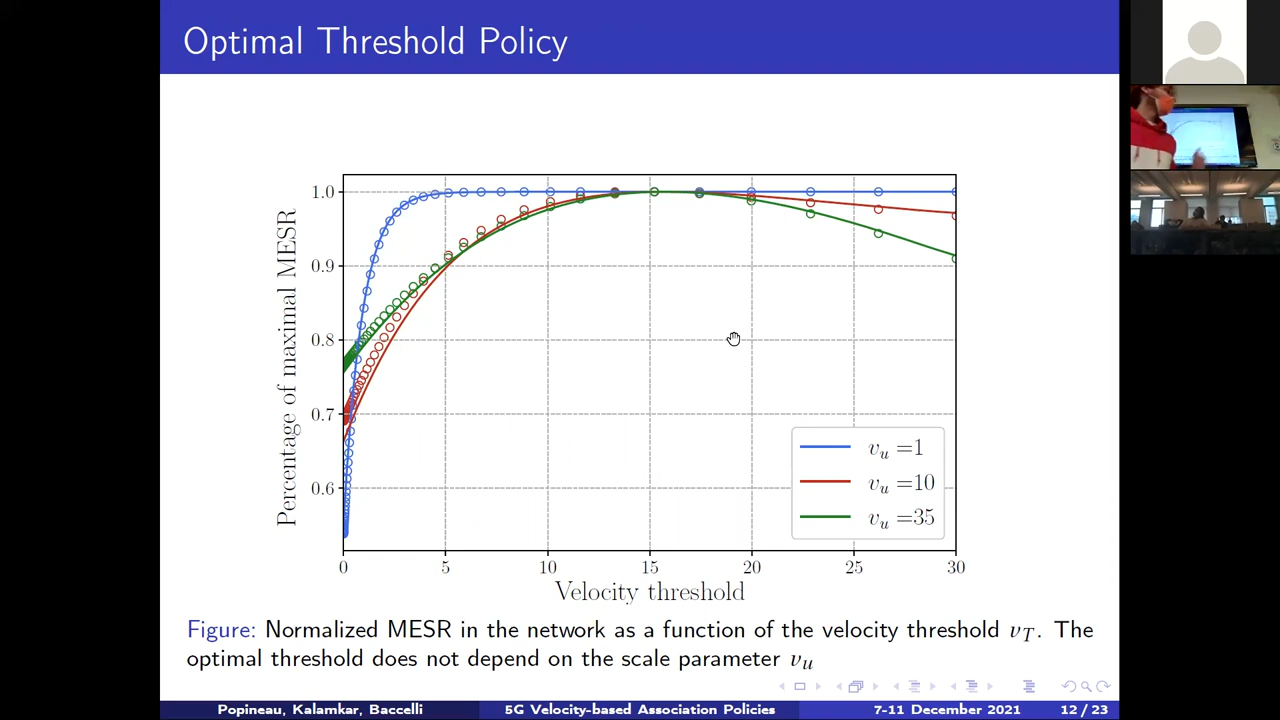 Optimal Threshold Policy
Percentage of maximal MESR
1.0
0.9
0.8
0.7
0.6
0 5 10 15 20 25 30
Velocity threshold
v_u =1
v_u =10
v_u =35
Figure: Normalized MESR in the network as a function of the velocity threshold v_T. The
optimal threshold does not depend on the scale parameter v_u
Popineau, Kalamkar, Baccelli 5G Velocity-based Association Policies 7-11 December 2021 12 / 23